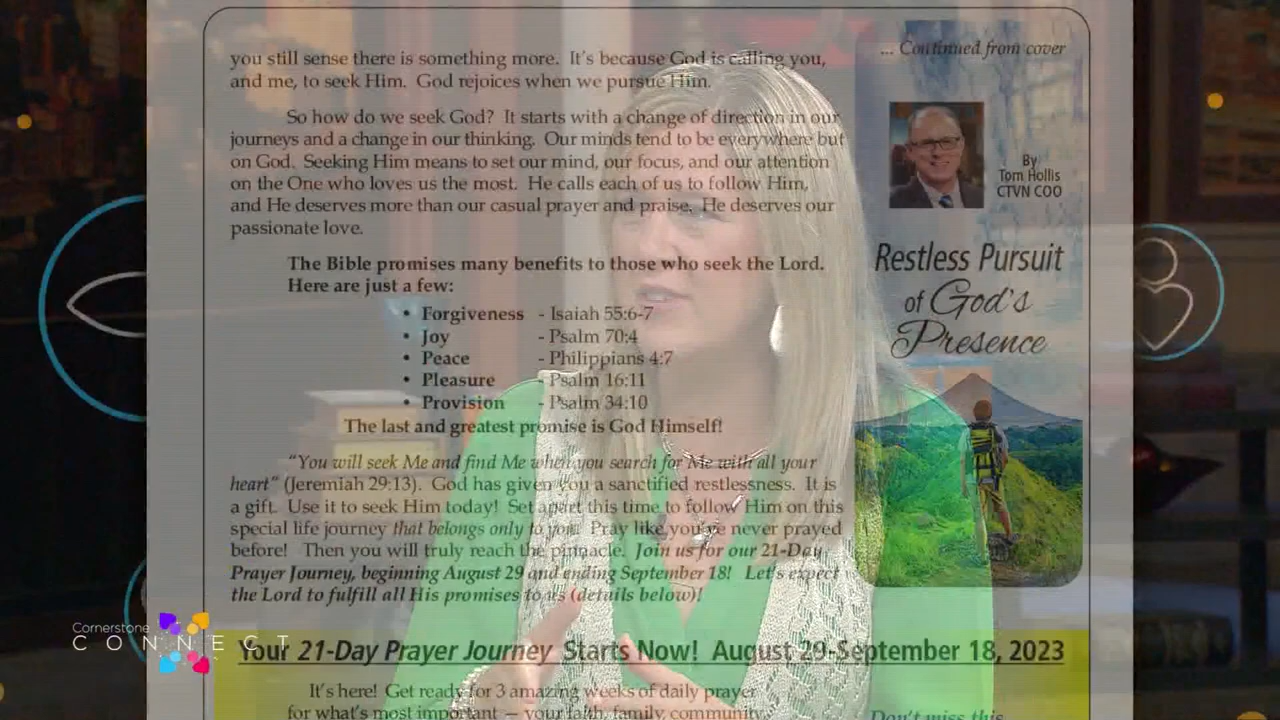 you still sense there is something more. It's because God is calling you,
and me, to seek Him. God rejoices when we pursue Him.
So how do we seek God? It starts with a change of direction in our
journeys and a change in our thinking. Our minds tend to be everywhere but
on God. Seeking Him means to set our mind, our focus, and our attention
on the One who loves us the most. He calls each of us to follow Him,
and He deserves more than our casual prayer and praise. He deserves our
passionate love.
The Bible promises many benefits to those who seek the Lord.
Here are just a few:
• Forgiveness - Isaiah 55:6-7
• Joy - Psalm 70:4
• Peace - Philippians 4:7
• Pleasure - Psalm 16:11
• Provision - Psalm 34:10
The last and greatest promise is God Himself!
"You will seek Me and find Me when you search for Me with all your
heart" (Jeremiah 29:13). God has given you a sanctified restlessness. It is
a gift. Use it to seek Him today! Set apart this time to follow Him on this
special life journey that belongs only to you. Pray like you've never prayed
before! Then you will truly reach the pinnacle. Join us for our 21-Day
Prayer Journey, beginning August 29 and ending September 18! Let's expect
the Lord to fulfill all His promises to us (details below)!
... Continued from cover
By
Tom Hollis
CTVN COO
Restless Pursuit
of God's
Presence
Your 21-Day Prayer Journey Starts Now! August 29-September 18, 2023
It's here! Get ready for 3 amazing weeks of daily prayer
for what's most important — your faith, family, community,
Don't miss this
Cornerstone
CONNECT